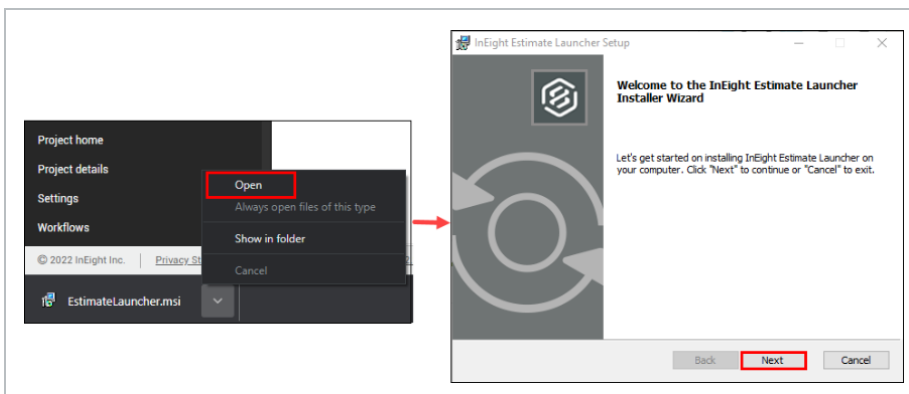 Project home
Project details
Settings
Workflows
© 2022 InEight Inc. | Privacy St
Open
Always open files of this type
Show in folder
Cancel
EstimateLauncher.msi
InEight Estimate Launcher Setup
Welcome to the InEight Estimate Launcher
Installer Wizard
Let's get started on installing InEight Estimate Launcher on
your computer. Click "Next" to continue or "Cancel" to exit.
Back
Next
Cancel